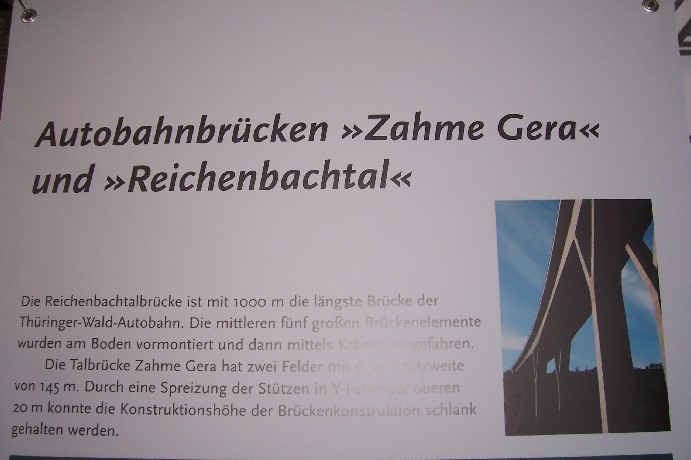 Autobahnbrücken »Zahme Gera«
und »Reichenbachtal«
Die Reichenbachtalbrücke ist mit 1000 m die längste Brücke der
Thüringer-Wald-Autobahn. Die mittleren fünf großen Brückenelemente
wurden am Boden vormontiert und dann mittels Kränen eingefahren.
Die Talbrücke Zahme Gera hat zwei Felder mit einer Stützweite
von 145 m. Durch eine Spreizung der Stützen in Y-Form der oberen
20 m konnte die Konstruktionshöhe der Brückenkonstruktion schlank
gehalten werden.